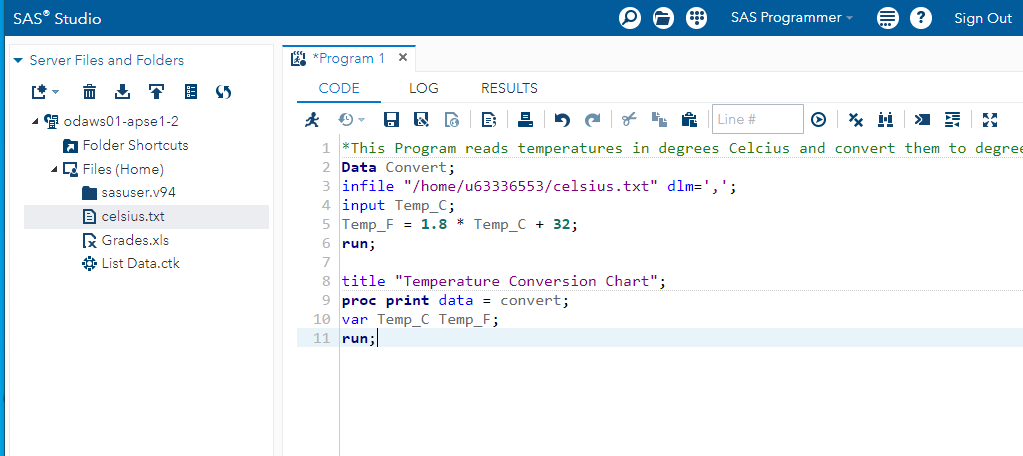 SAS® Studio
SAS Programmer
?
Sign Out
Server Files and Folders
odaws01-apse1-2
Folder Shortcuts
Files (Home)
sasuser.v94
celsius.txt
Grades.xls
List Data.ctk
*Program 1 ×
CODE LOG RESULTS
Line #
1 *This Program reads temperatures in degrees Celcius and convert them to degree
2 Data Convert;
3 infile "/home/u63336553/celsius.txt" dlm=',';
4 input Temp_C;
5 Temp_F = 1.8 * Temp_C + 32;
6 run;
7
8 title "Temperature Conversion Chart";
9 proc print data = convert;
10 var Temp_C Temp_F;
11 run;